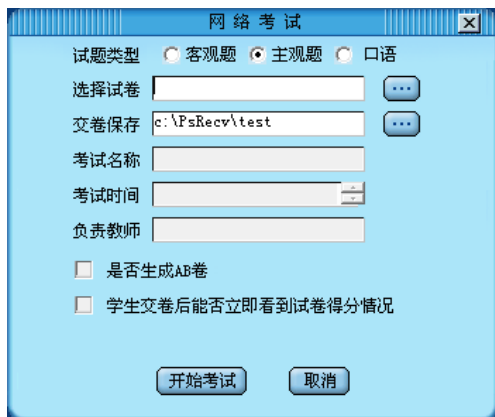 网络考试
试题类型 客观题 主观题 口语
选择试卷 ...
交卷保存 c:\PsRecv\test ...
考试名称
考试时间
负责教师
是否生成AB卷
学生交卷后能否立即看到试卷得分情况
开始考试 取消